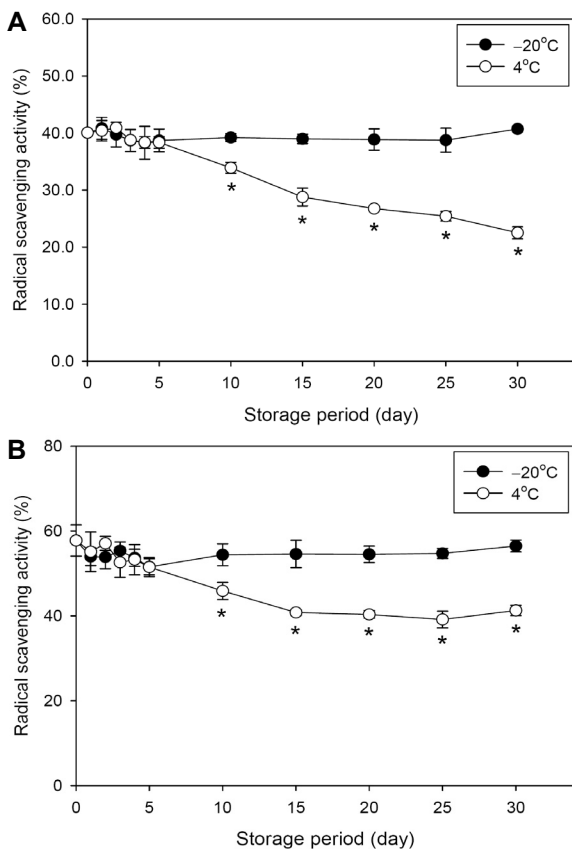 A
60.0
50.0
40.0
30.0
20.0
10.0
0.0
Radical scavenging activity (%)
−20°C
4°C
*
*
*
*
*
0 5 10 15 20 25 30
Storage period (day)
B
80
60
40
20
0
Radical scavenging activity (%)
−20°C
4°C
*
*
*
*
*
0 5 10 15 20 25 30
Storage period (day)